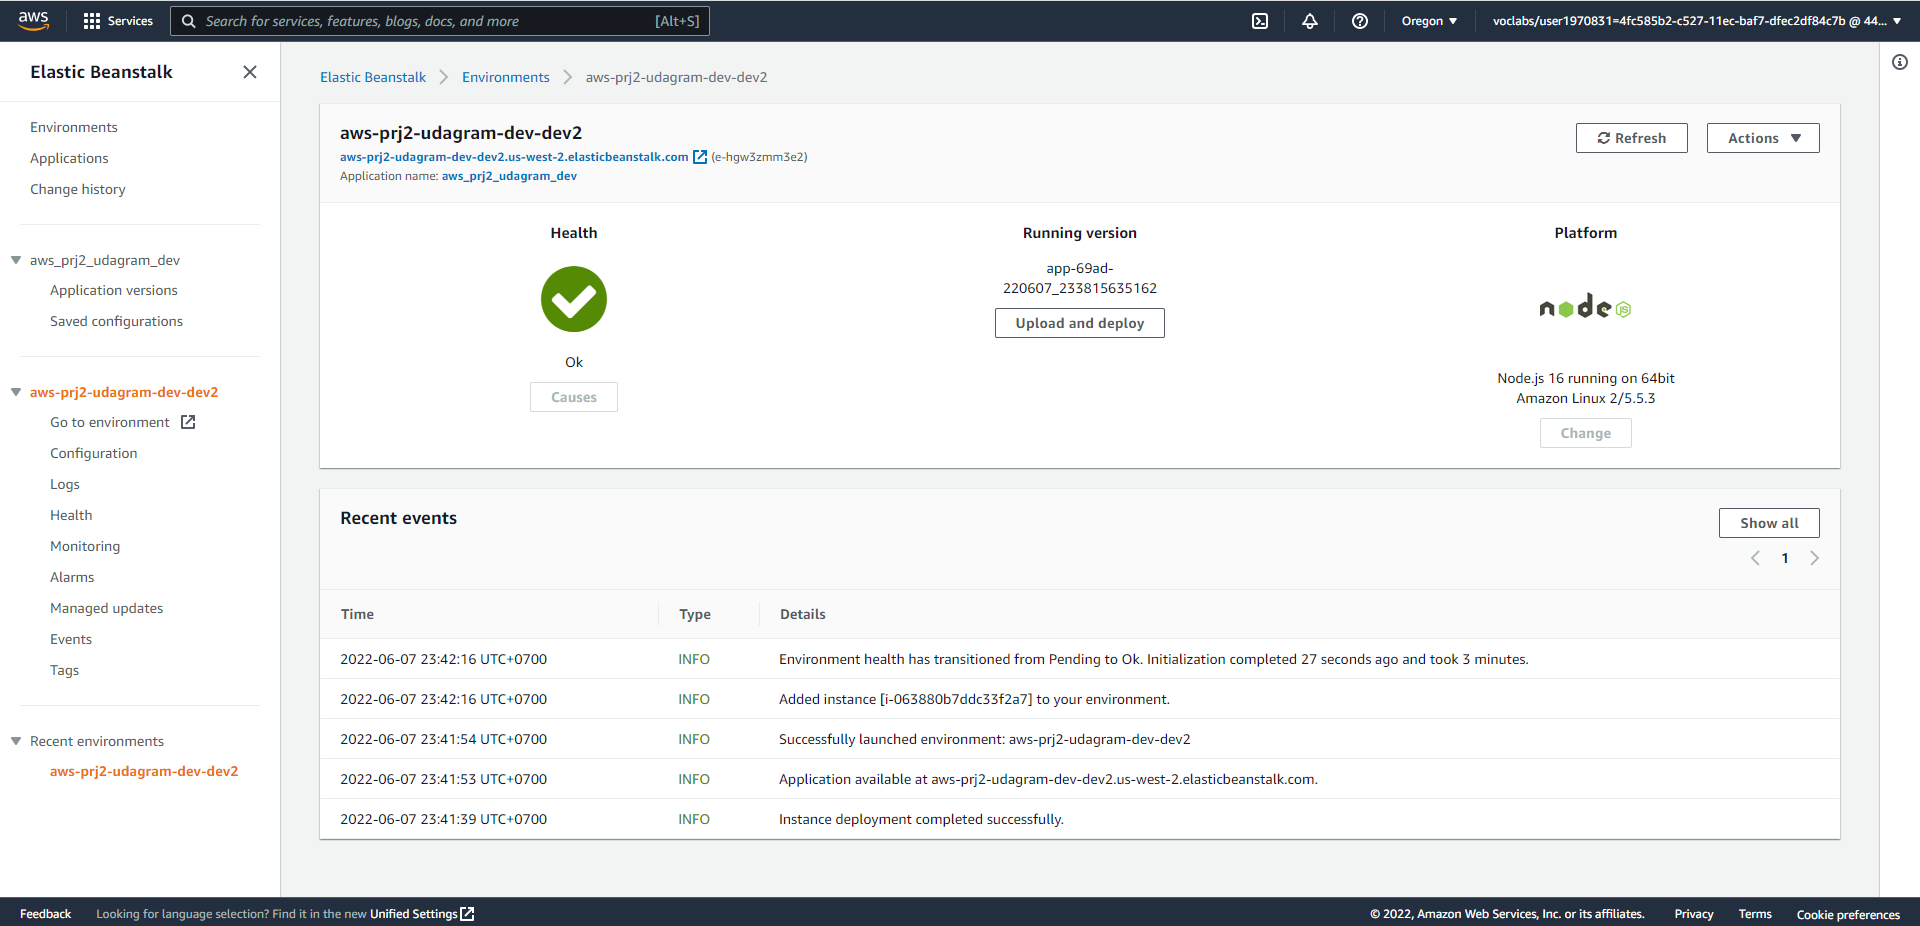 aws
Services
Search for services, features, blogs, docs, and more
[Alt+S]
Oregon
voclabs/user1970831=4fc585b2-c527-11ec-baf7-dfec2df84c7b @ 44...
Elastic Beanstalk
Environments
Applications
Change history
aws_prj2_udagram_dev
Application versions
Saved configurations
aws-prj2-udagram-dev-dev2
Go to environment
Configuration
Logs
Health
Monitoring
Alarms
Managed updates
Events
Tags
Recent environments
aws-prj2-udagram-dev-dev2
Elastic Beanstalk
Environments
aws-prj2-udagram-dev-dev2
aws-prj2-udagram-dev-dev2
aws-prj2-udagram-dev-dev2.us-west-2.elasticbeanstalk.com (e-hgw3zmm3e2)
Application name: aws_prj2_udagram_dev
Refresh
Actions
Health
Ok
Causes
Running version
app-69ad-
220607_233815635162
Upload and deploy
Platform
node JS
Node.js 16 running on 64bit
Amazon Linux 2/5.5.3
Change
Recent events
Show all
1
Time Type Details
2022-06-07 23:42:16 UTC+0700 INFO Environment health has transitioned from Pending to Ok. Initialization completed 27 seconds ago and took 3 minutes.
2022-06-07 23:42:16 UTC+0700 INFO Added instance [i-063880b7ddc33f2a7] to your environment.
2022-06-07 23:41:54 UTC+0700 INFO Successfully launched environment: aws-prj2-udagram-dev-dev2
2022-06-07 23:41:53 UTC+0700 INFO Application available at aws-prj2-udagram-dev-dev2.us-west-2.elasticbeanstalk.com.
2022-06-07 23:41:39 UTC+0700 INFO Instance deployment completed successfully.
Feedback
Looking for language selection? Find it in the new Unified Settings
© 2022, Amazon Web Services, Inc. or its affiliates.
Privacy
Terms
Cookie preferences